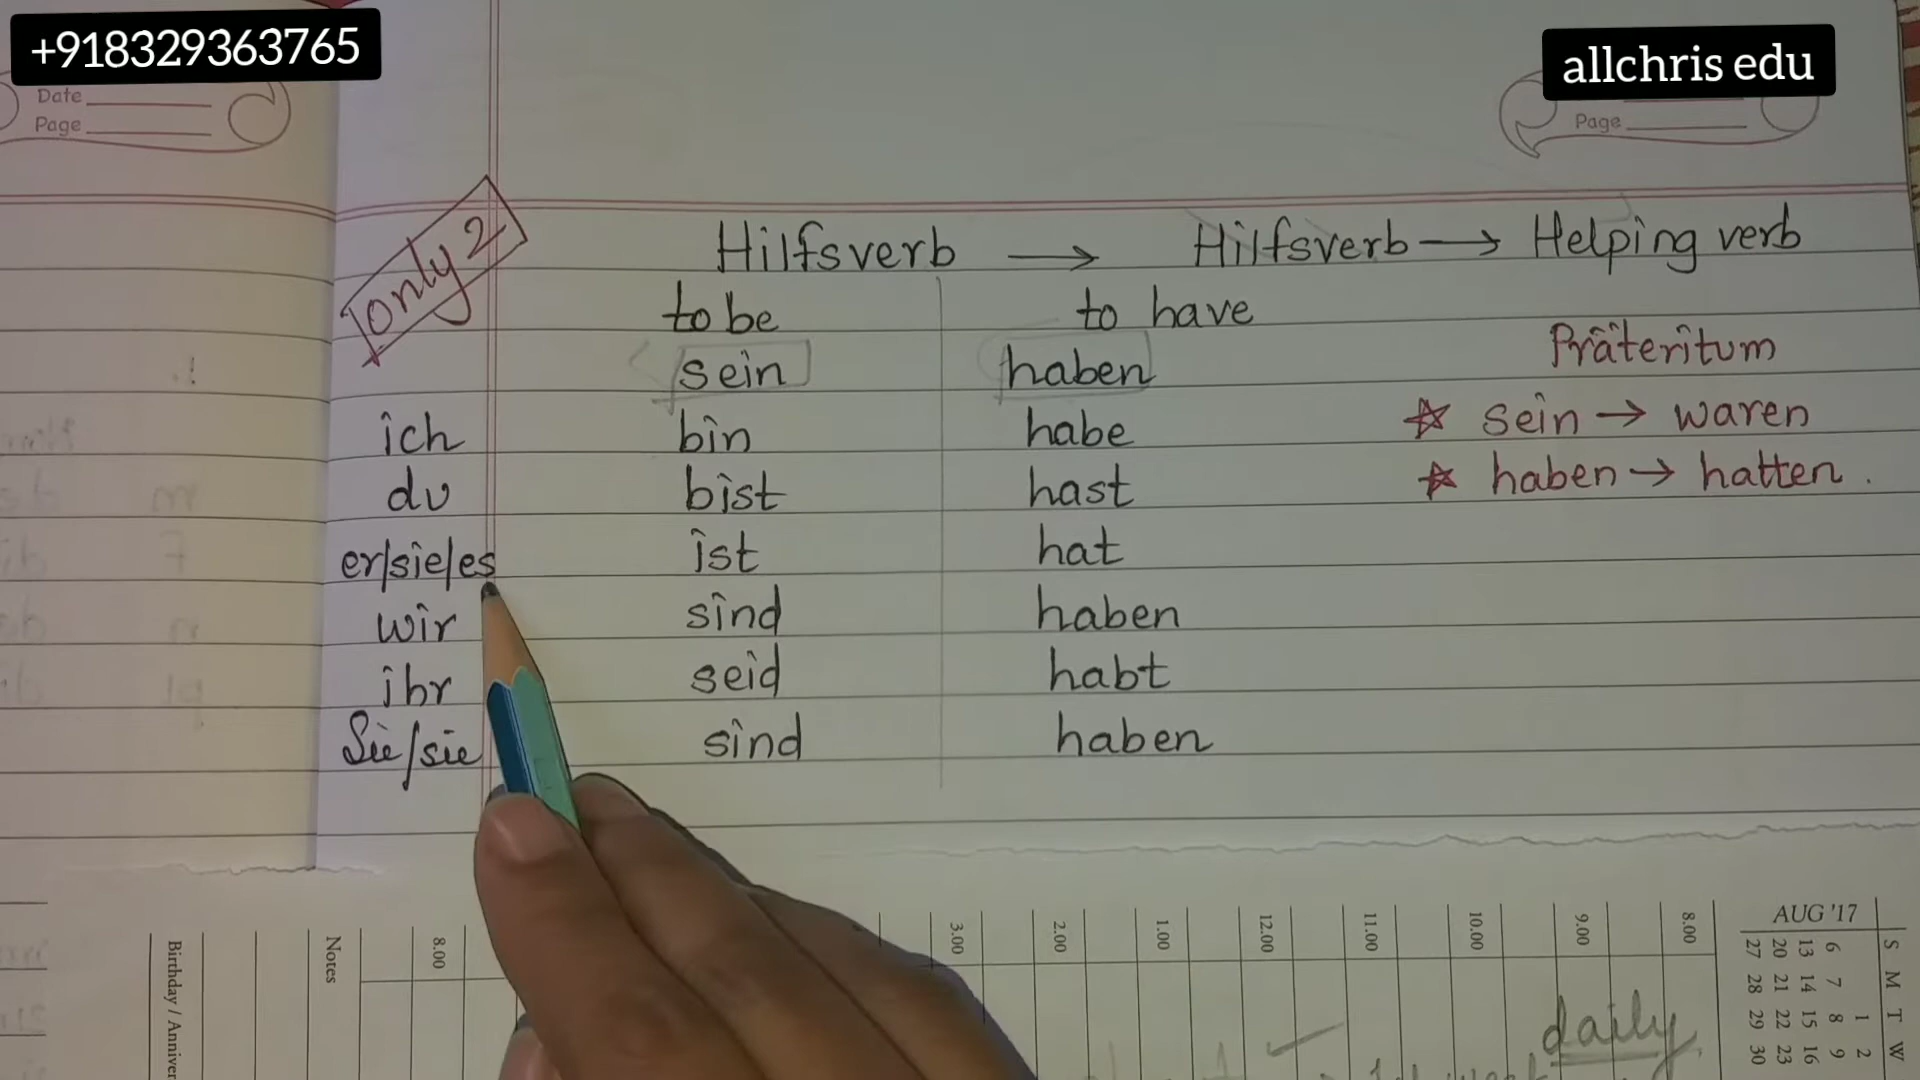 +918329363765
allchris edu
Date
Page
Page
only 2
Hilfsverb → Hilfsverb → Helping verb
to be to have
Präteritum
sein haben
ich bin habe
☆ sein → waren
du bist hast
☆ haben → hatten.
er/sie/es ist hat
wir sind haben
ihr seid habt
Sie/sie sind haben
Birthday / Anniver
Notes
8.00
3.00
2.00
1.00
12.00
11.00
10.00
9.00
8.00
AUG '17
S 6 13 20 27
M 7 14 21 28
T 1 8 15 22 29
W 2 9 16 23 30
daily